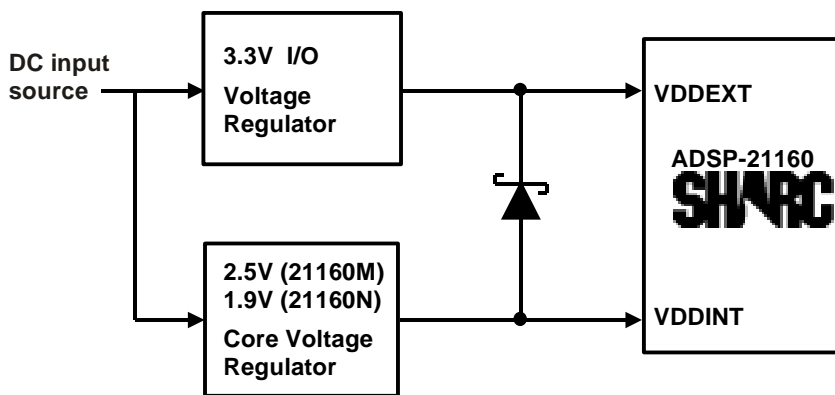 DC input
source
3.3V I/O
Voltage
Regulator
VDDEXT
ADSP-21160
SHARC
2.5V (21160M)
1.9V (21160N)
Core Voltage
Regulator
VDDINT